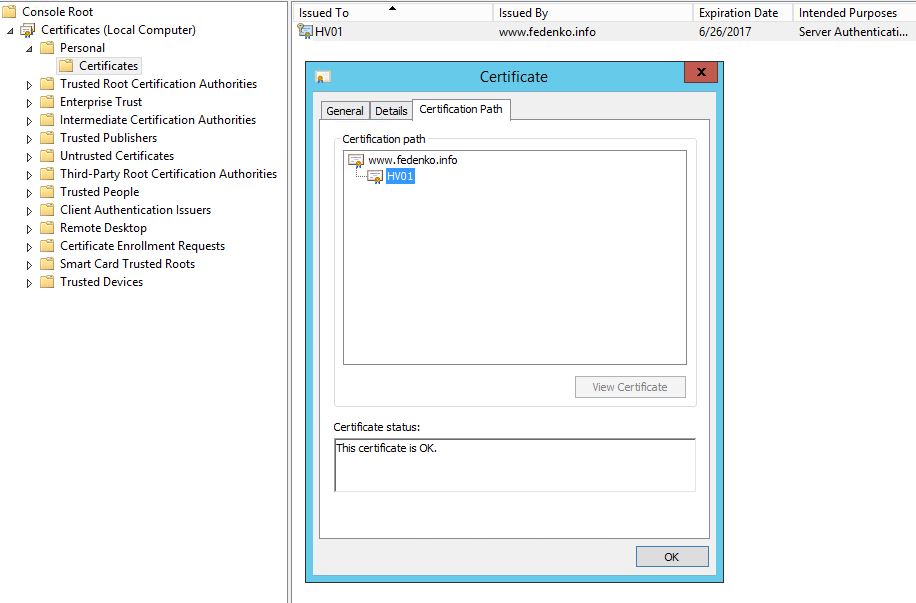 Console Root
Certificates (Local Computer)
Personal
Certificates
Trusted Root Certification Authorities
Enterprise Trust
Intermediate Certification Authorities
Trusted Publishers
Untrusted Certificates
Third-Party Root Certification Authorities
Trusted People
Client Authentication Issuers
Remote Desktop
Certificate Enrollment Requests
Smart Card Trusted Roots
Trusted Devices
Issued To Issued By Expiration Date Intended Purposes
HV01 www.fedenko.info 6/26/2017 Server Authenticati...
Certificate
x
General Details Certification Path
Certification path
www.fedenko.info
HV01
View Certificate
Certificate status:
This certificate is OK.
OK